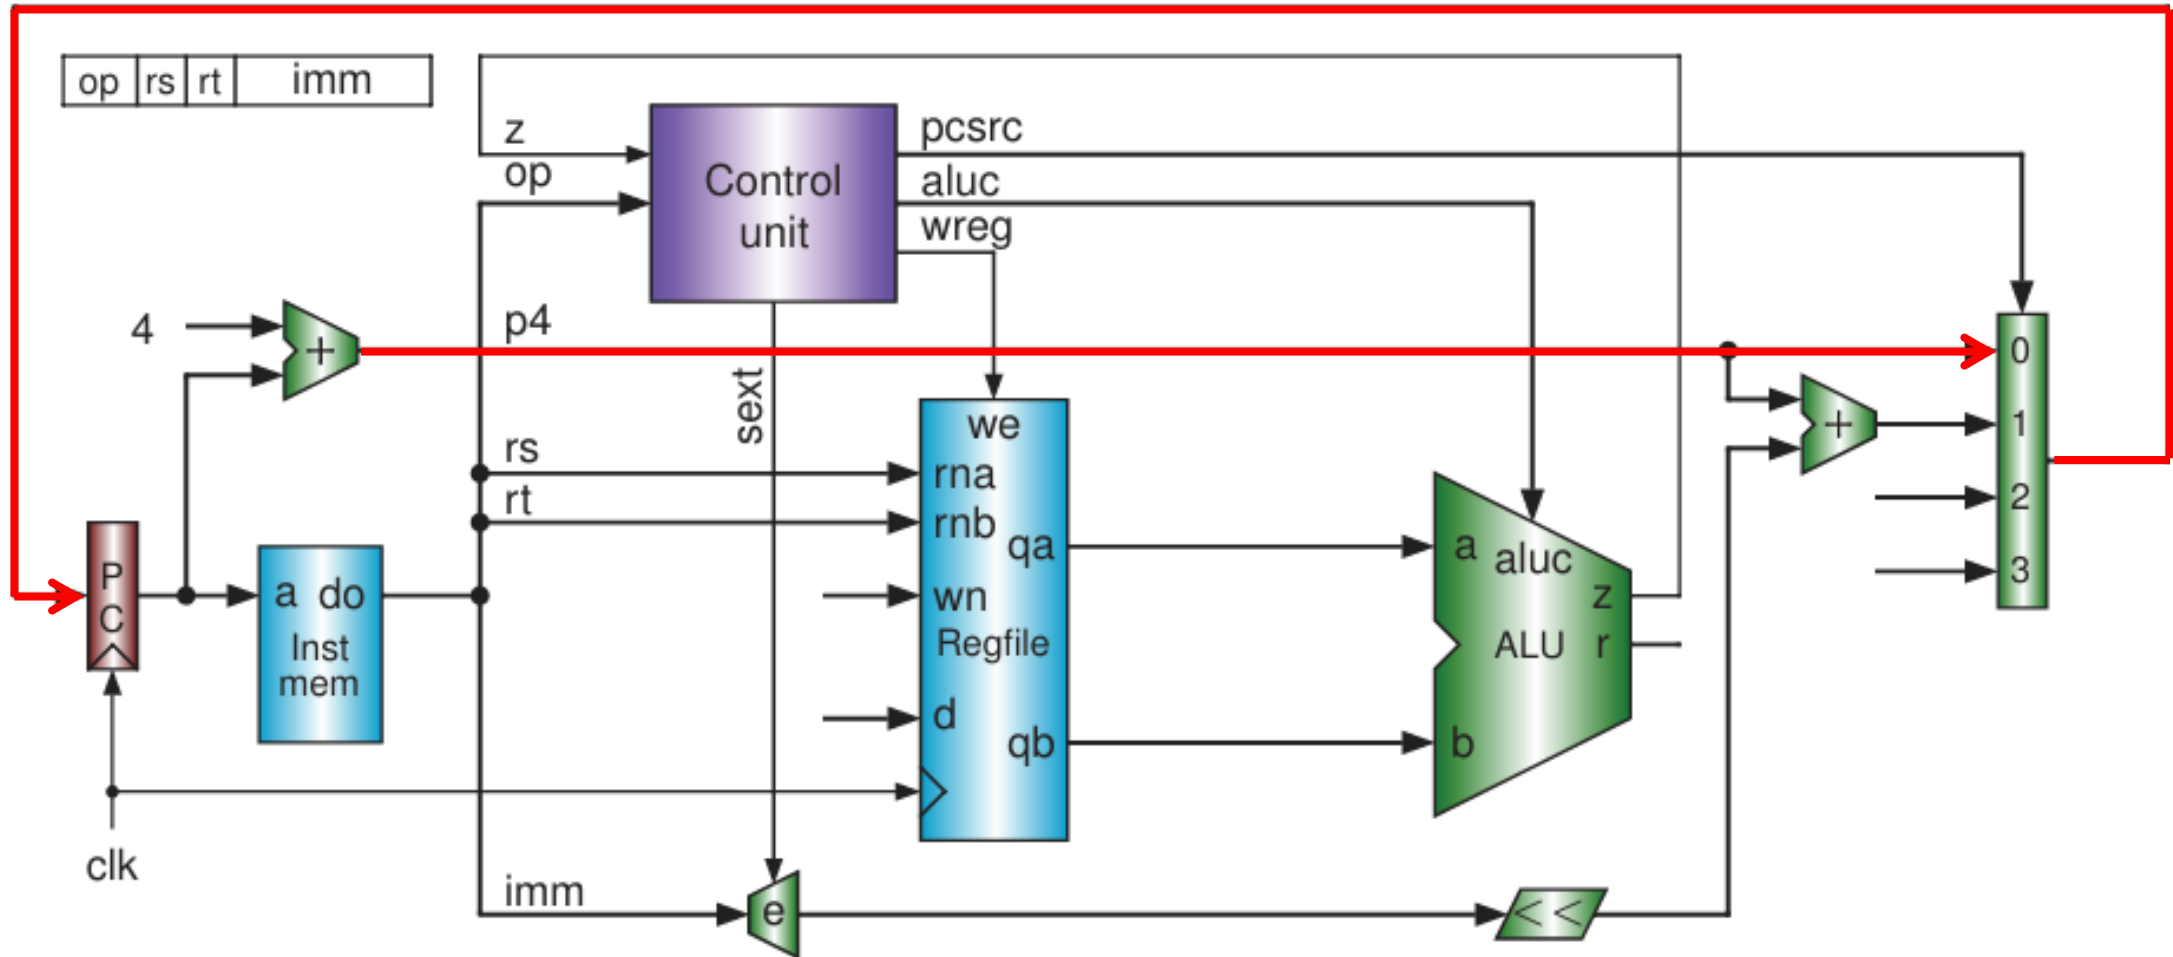 op rs rt imm
z
op
Control
unit
pcsrc
aluc
wreg
4
+
p4
sext
we
rs
rna
rt
rnb
qa
wn
Regfile
d
qb
P
C
a do
Inst
mem
clk
imm
e
a aluc
z
ALU r
b
<<
+
0
1
2
3